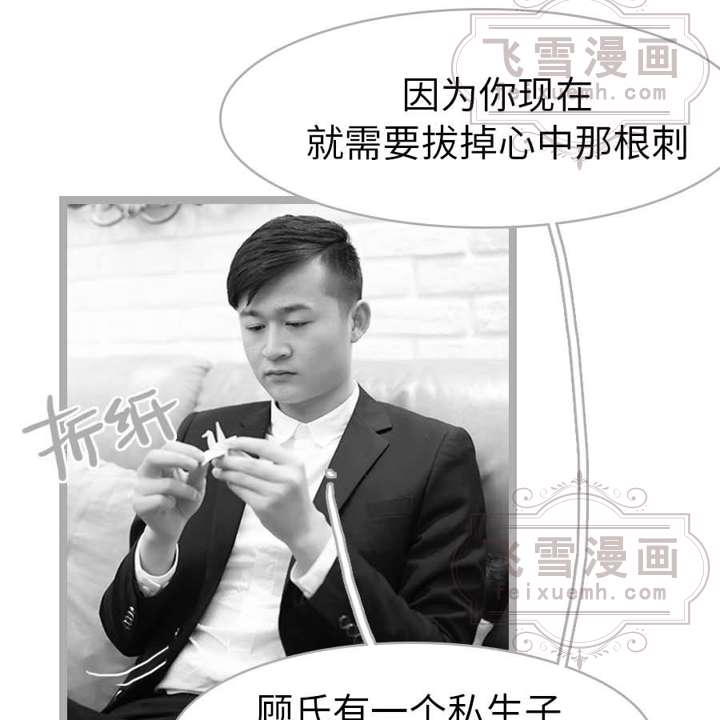 飞雪漫画
feixuemh.com
因为你现在
就需要拔掉心中那根刺
折纸
飞雪漫画
feixuemh.com
顾氏有一个私生子